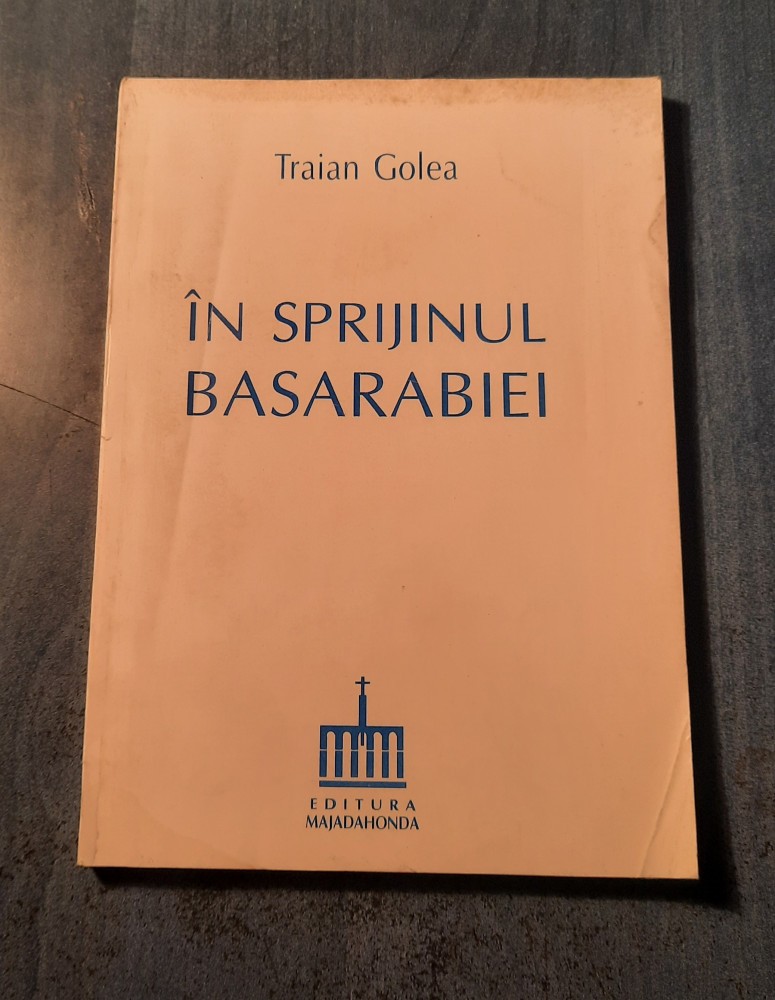 Traian Golea
ÎN SPRIJINUL
BASARABIEI
EDITURA
MAJADAHONDA